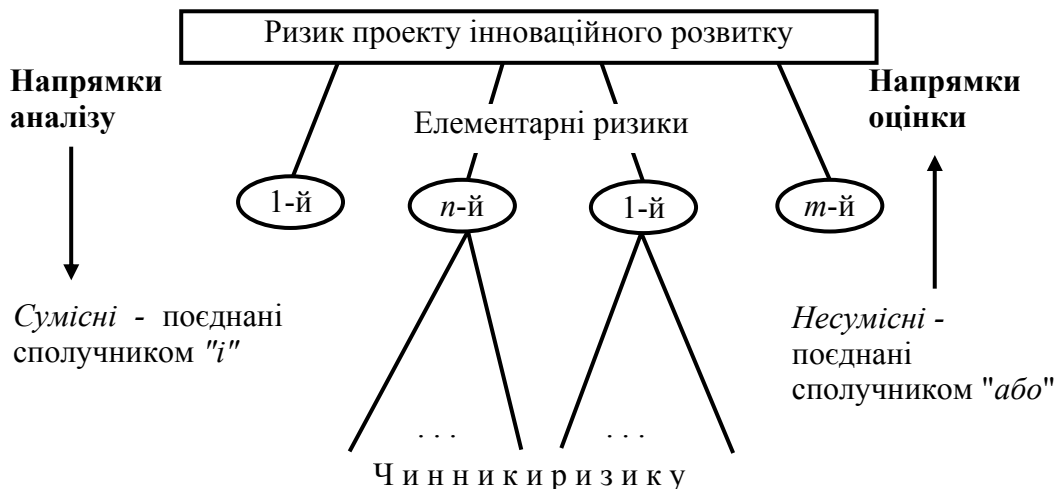 Ризик проекту інноваційного розвитку
Напрямки
аналізу
Напрямки
оцінки
Елементарні ризики
1-й
n-й
1-й
m-й
Сумісні - поєднані
сполучником "і"
Несумісні -
поєднані
сполучником "або"
. . .
. . .
Ч и н н и к и р и з и к у